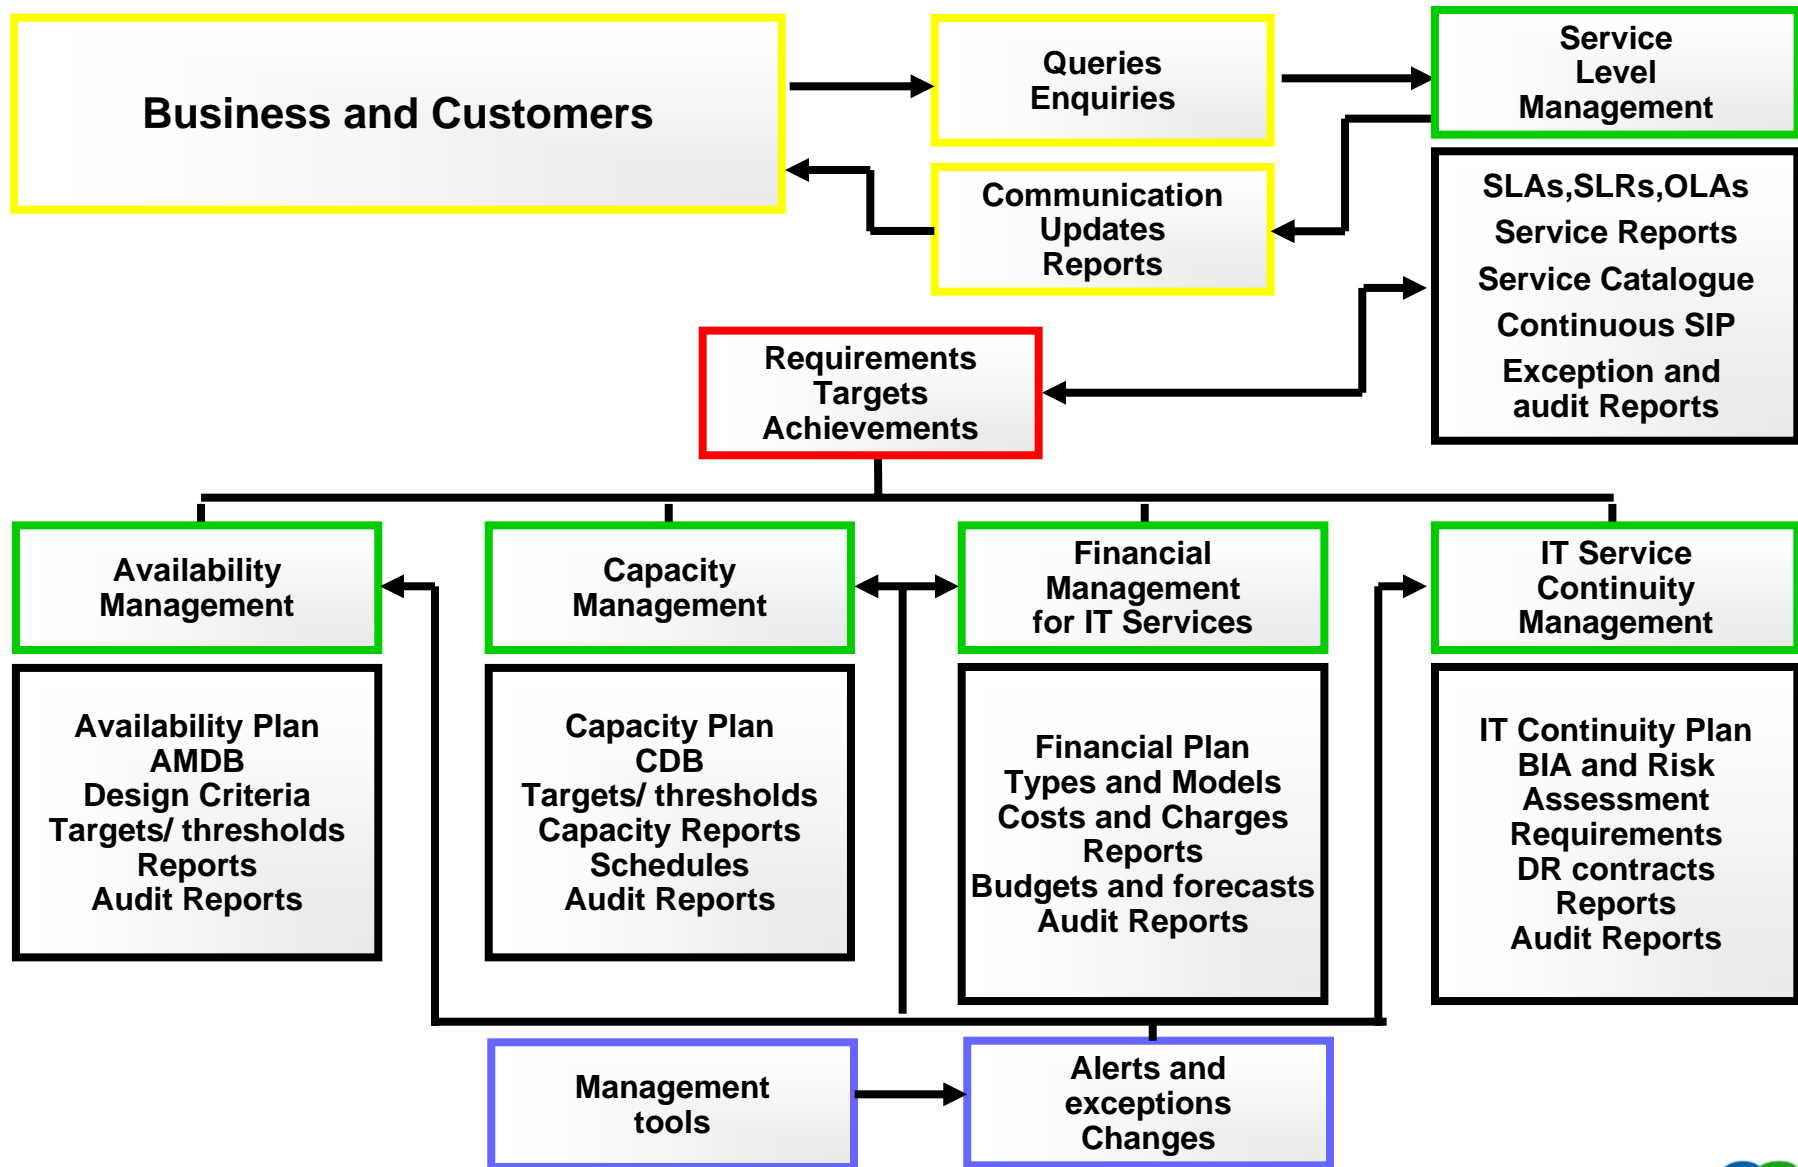 Business and Customers
Queries
Enquiries
Service
Level
Management
Communication
Updates
Reports
SLAs,SLRs,OLAs
Service Reports
Service Catalogue
Continuous SIP
Exception and
audit Reports
Requirements
Targets
Achievements
Availability
Management
Capacity
Management
Financial
Management
for IT Services
IT Service
Continuity
Management
Availability Plan
AMDB
Design Criteria
Targets/ thresholds
Reports
Audit Reports
Capacity Plan
CDB
Targets/ thresholds
Capacity Reports
Schedules
Audit Reports
Financial Plan
Types and Models
Costs and Charges
Reports
Budgets and forecasts
Audit Reports
IT Continuity Plan
BIA and Risk
Assessment
Requirements
DR contracts
Reports
Audit Reports
Management
tools
Alerts and
exceptions
Changes